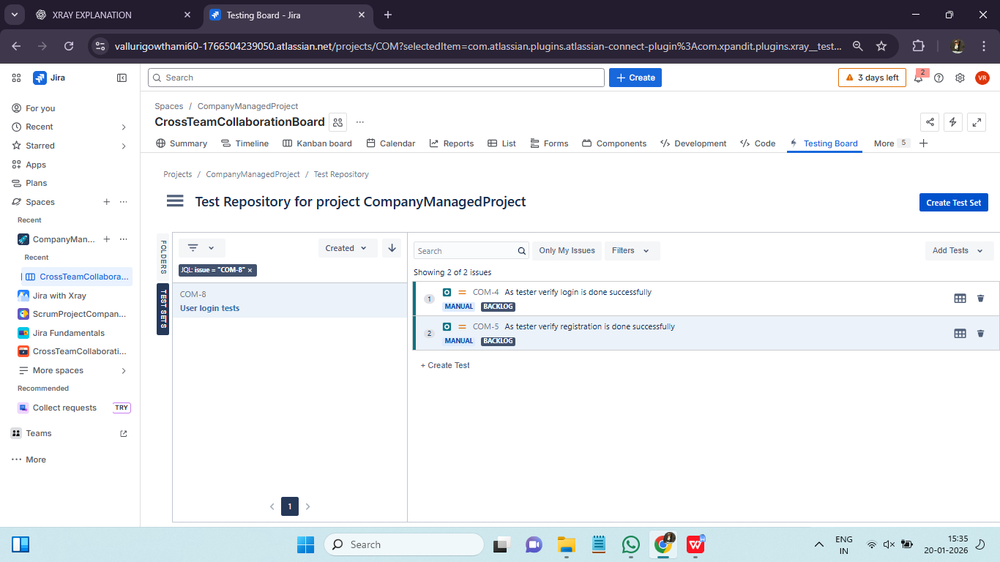 XRAY EXPLANATION
Testing Board - Jira
vallurigowthami60-1766504239050.atlassian.net/projects/COM?selectedItem=com.atlassian.plugins.atlassian-connect-plugin%3Acom.xpandit.plugins.xray__test...
Jira
Search
Create
3 days left
2
VR
For you
Recent
Starred
Apps
Plans
Spaces
Recent
CompanyMan...
Recent
CrossTeamCollabora...
Jira with Xray
ScrumProjectCompan...
Jira Fundamentals
CrossTeamCollaborati...
More spaces
Recommended
Collect requests TRY
Teams
More
Spaces / CompanyManagedProject
CrossTeamCollaborationBoard
Summary Timeline Kanban board Calendar Reports List Forms Components Development Code Testing Board More 5
Projects / CompanyManagedProject / Test Repository
Test Repository for project CompanyManagedProject
Create Test Set
FOLDERS
TEST SETS
Created
JQL: issue = "COM-8" ×
COM-8
User login tests
1
Search
Only My Issues
Filters
Add Tests
Showing 2 of 2 issues
1 COM-4 As tester verify login is done successfully
MANUAL BACKLOG
2 COM-5 As tester verify registration is done successfully
MANUAL BACKLOG
+ Create Test
Search
ENG
IN
15:35
20-01-2026